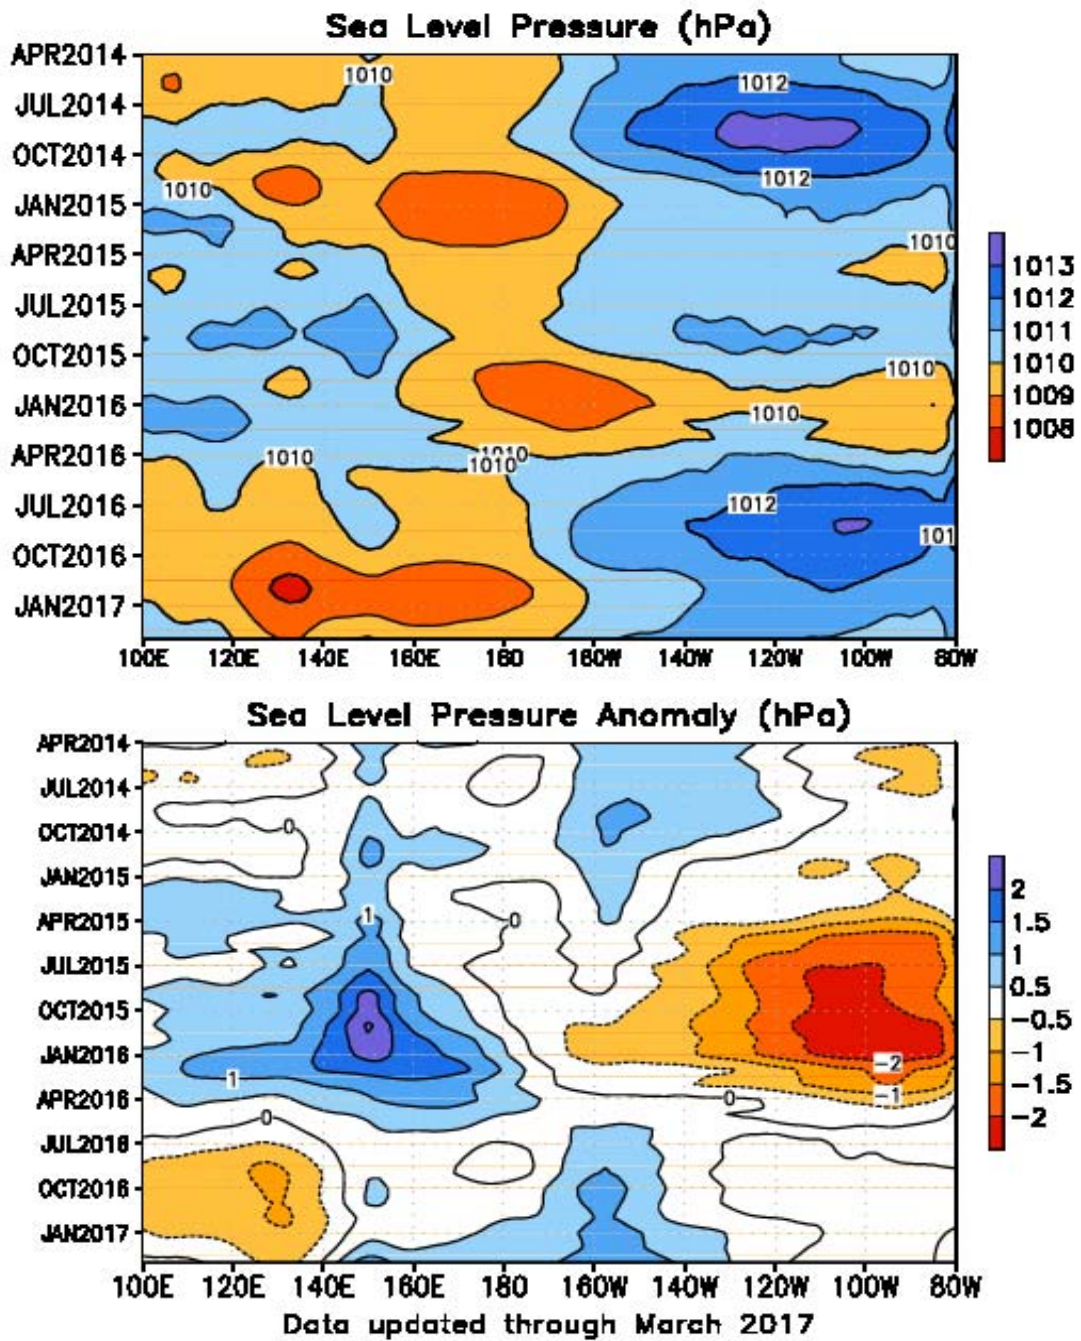 Sea Level Pressure (hPa)
APR2014
JUL2014
OCT2014
JAN2015
APR2015
JUL2015
OCT2015
JAN2016
APR2016
JUL2016
OCT2016
JAN2017
1010
1012
1012
1010
1010
1010
1010
1010
1010
1010
1012
101
100E 120E 140E 160E 180 160W 140W 120W 100W 80W
1013
1012
1011
1010
1009
1008
Sea Level Pressure Anomaly (hPa)
APR2014
JUL2014
OCT2014
JAN2015
APR2015
JUL2015
OCT2015
JAN2016
APR2016
JUL2016
OCT2016
JAN2017
0
1
0
-2
1
-1
0
0
100E 120E 140E 160E 180 160W 140W 120W 100W 80W
2
1.5
1
0.5
-0.5
-1
-1.5
-2
Data updated through March 2017